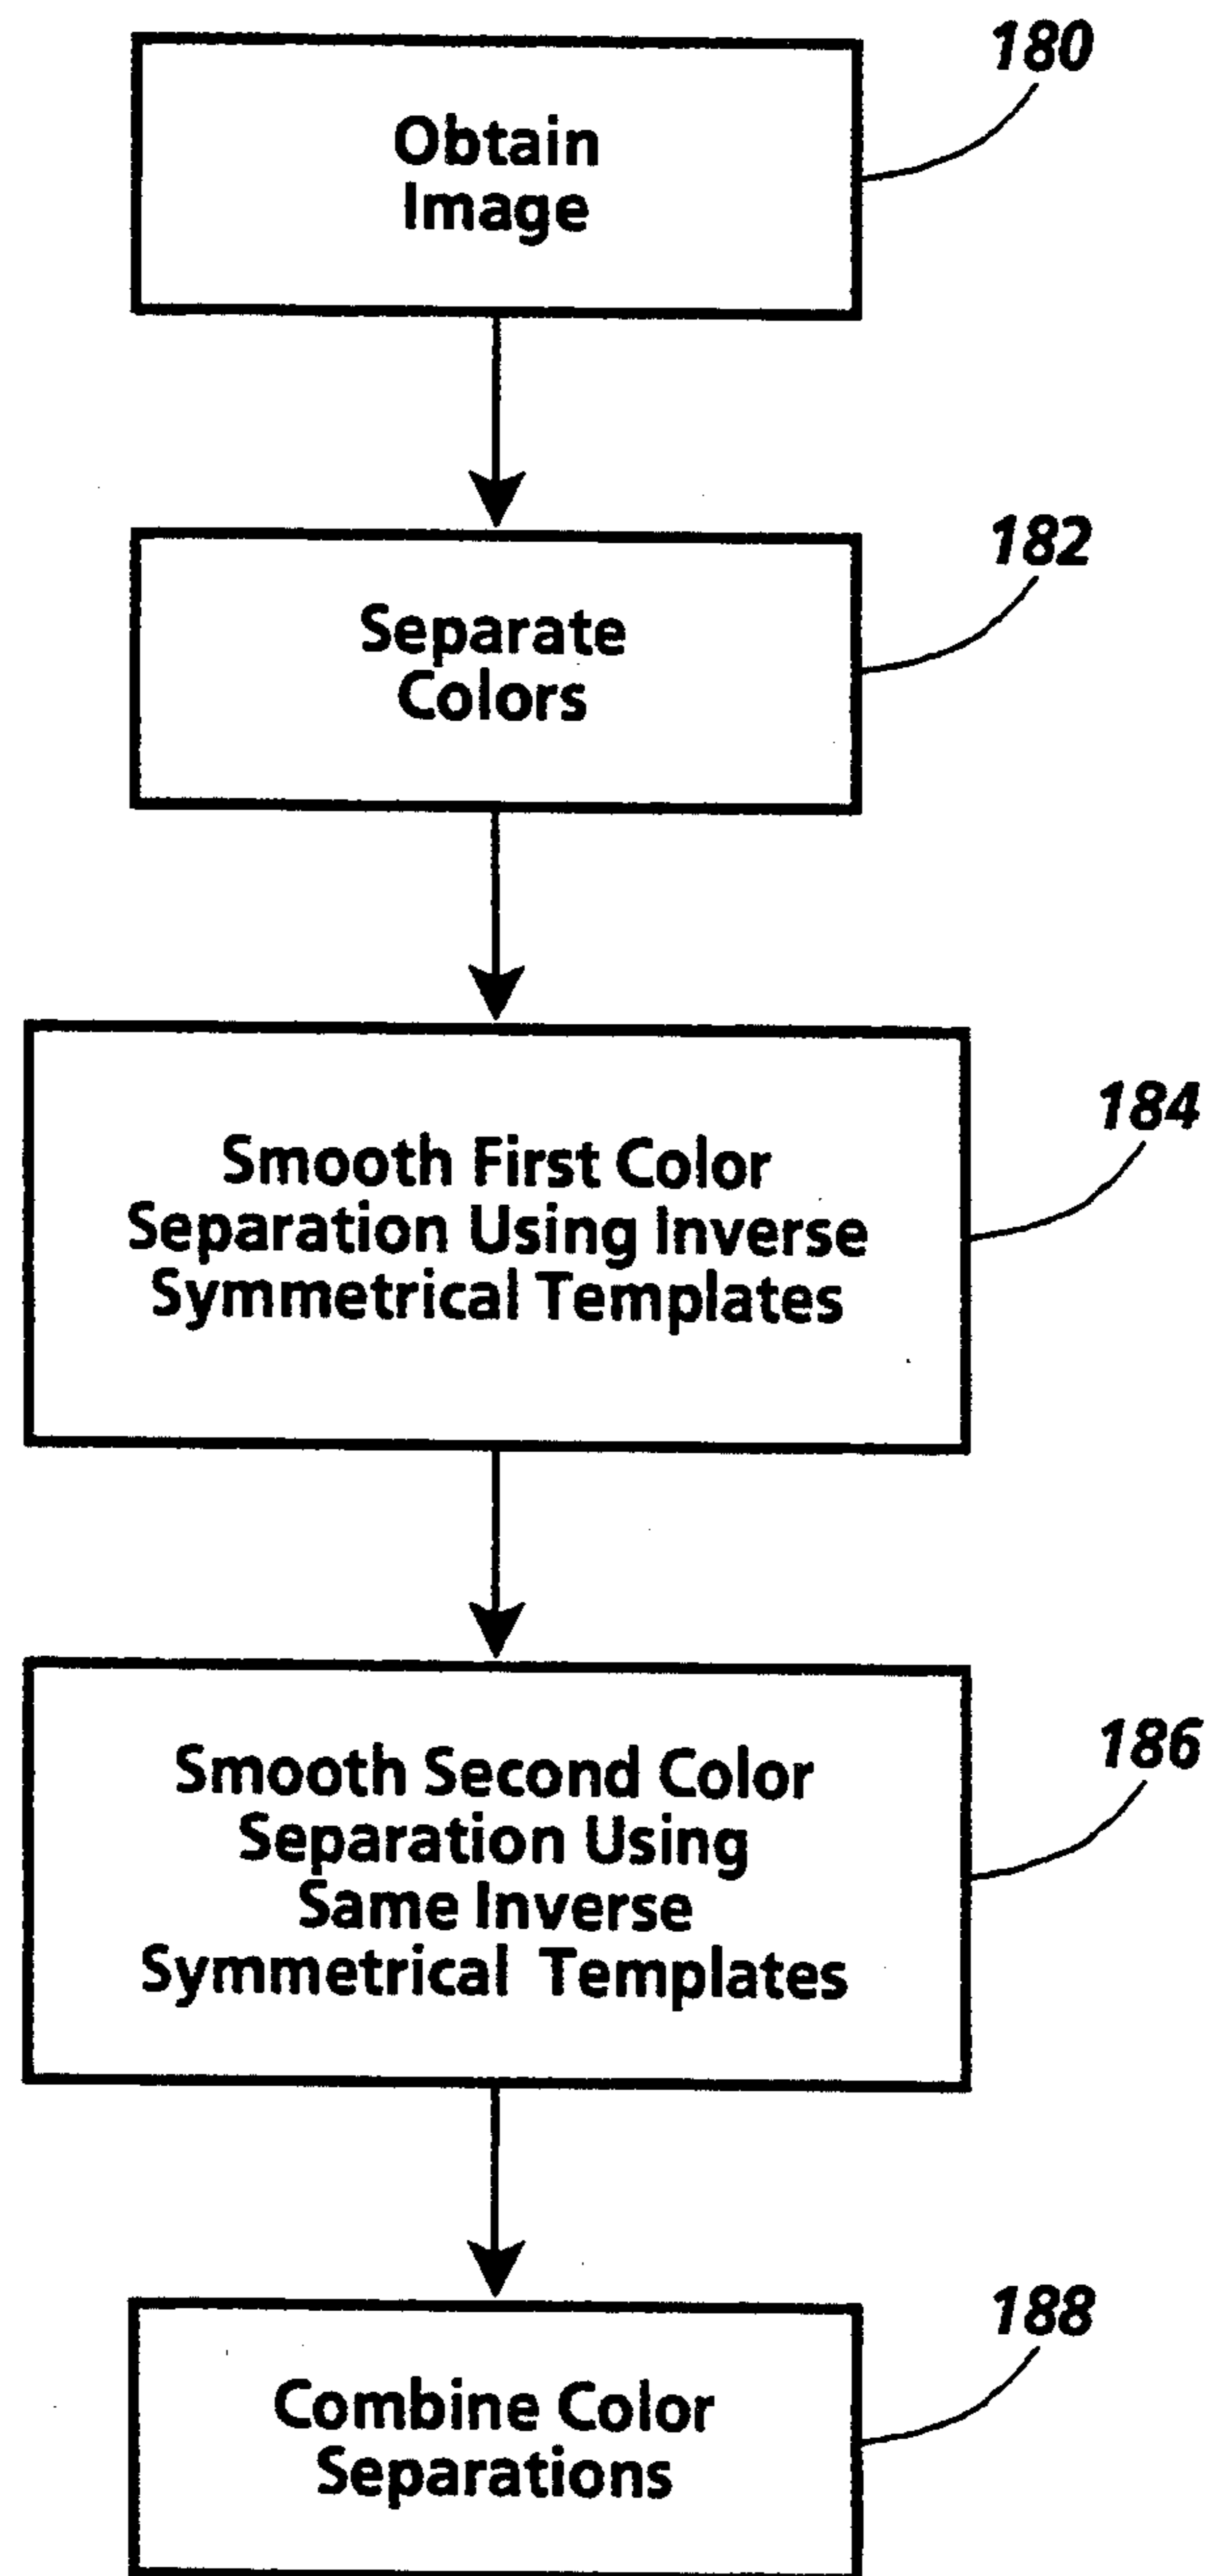 180
Obtain
Image
182
Separate
Colors
184
Smooth First Color
Separation Using Inverse
Symmetrical Templates
186
Smooth Second Color
Separation Using
Same Inverse
Symmetrical Templates
188
Combine Color
Separations